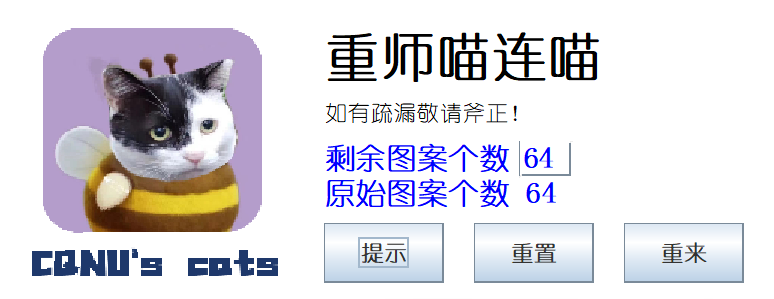 重师喵连喵
如有疏漏敬请斧正!
剩余图案个数 64
原始图案个数 64
提示 重置 重来
CQNU's cats